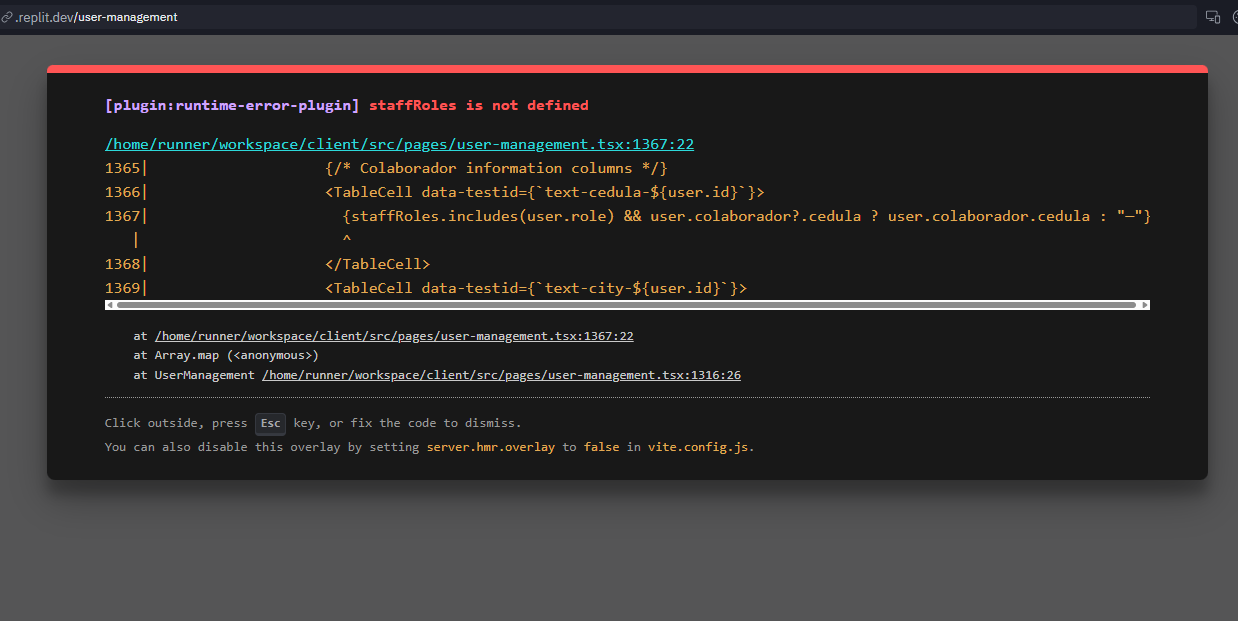 .replit.dev/user-management
[plugin:runtime-error-plugin] staffRoles is not defined
/home/runner/workspace/client/src/pages/user-management.tsx:1367:22
1365|                    {/* Colaborador information columns */}
1366|                    <TableCell data-testid={`text-cedula-${user.id}`}>
1367|                      {staffRoles.includes(user.role) && user.colaborador?.cedula ? user.colaborador.cedula : "—"}
   |                      ^
1368|                    </TableCell>
1369|                    <TableCell data-testid={`text-city-${user.id}`}>
at /home/runner/workspace/client/src/pages/user-management.tsx:1367:22
at Array.map (<anonymous>)
at UserManagement /home/runner/workspace/client/src/pages/user-management.tsx:1316:26
Click outside, press Esc key, or fix the code to dismiss.
You can also disable this overlay by setting server.hmr.overlay to false in vite.config.js.